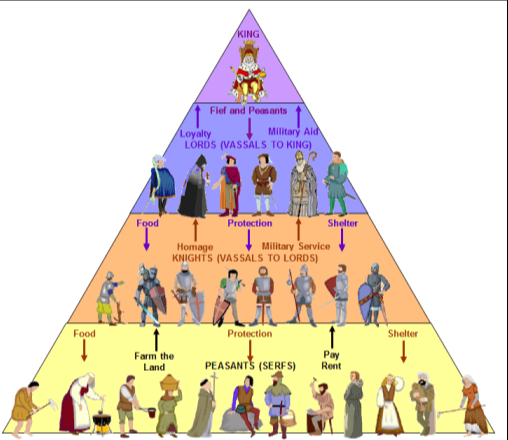 KING
Fief and Peasants
Loyalty
Military Aid
LORDS (VASSALS TO KING)
Food
Protection
Shelter
Homage
Military Service
KNIGHTS (VASSALS TO LORDS)
Food
Protection
Shelter
Farm the
Land
Pay
Rent
PEASANTS (SERFS)